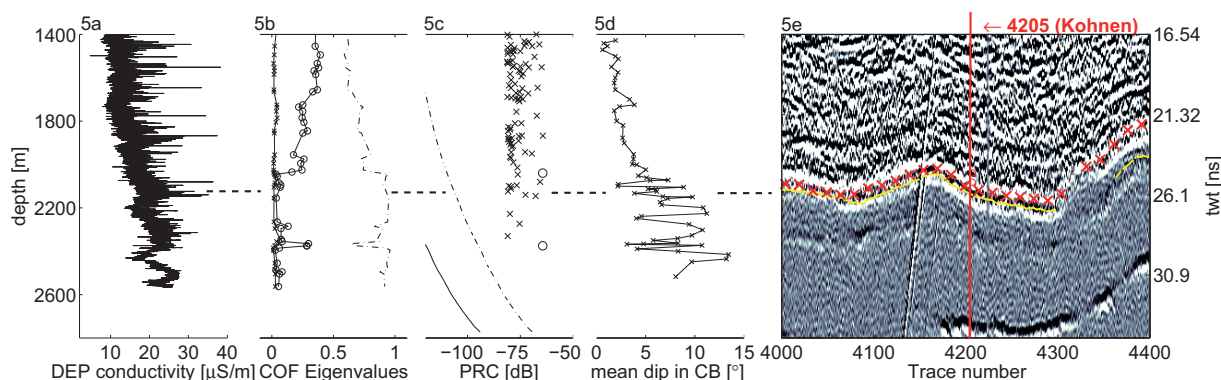 5a 5b 5c 5d 5e ← 4205 (Kohnen)
1400 16.54
1800 21.32
2200 26.1
2600 30.9
depth [m]
twt [ns]
10 20 30 40 0 0.5 1 −100 −75 −50 0 5 10 15 4000 4100 4200 4300 4400
DEP conductivity [µS/m] COF Eigenvalues PRC [dB] mean dip in CB [°] Trace number